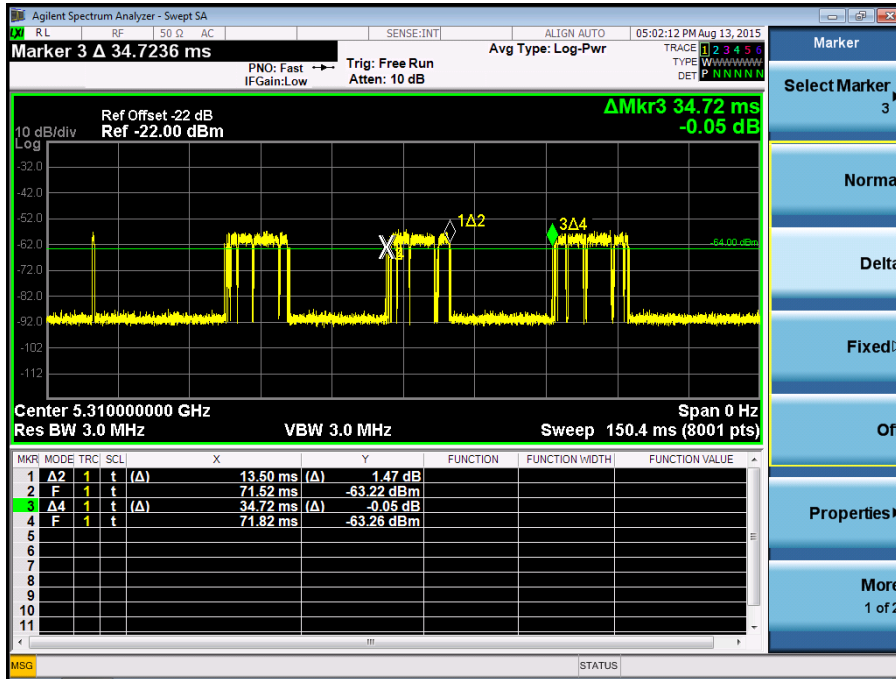 Agilent Spectrum Analyzer - Swept SA
LXI RL RF 50 Ω AC SENSE:INT ALIGN AUTO 05:02:12 PM Aug 13, 2015
Marker 3 Δ 34.7236 ms
PNO: Fast
IFGain:Low
Trig: Free Run
Atten: 10 dB
Avg Type: Log-Pwr
TRACE 1 2 3 4 5 6
TYPE WWWWWW
DET P N N N N N
ΔMkr3 34.72 ms
-0.05 dB
Ref Offset -22 dB
10 dB/div Ref -22.00 dBm
Log
-32.0
-42.0
-52.0
-62.0
-72.0
-82.0
-92.0
-102
-112
1Δ2
3Δ4
-64.00 dBm
Center 5.310000000 GHz Span 0 Hz
Res BW 3.0 MHz VBW 3.0 MHz Sweep 150.4 ms (8001 pts)
MKR MODE TRC SCL X Y FUNCTION FUNCTION WIDTH FUNCTION VALUE
1 Δ2 1 t (Δ) 13.50 ms (Δ) 1.47 dB
2 F 1 t 71.52 ms -63.22 dBm
3 Δ4 1 t (Δ) 34.72 ms (Δ) -0.05 dB
4 F 1 t 71.82 ms -63.26 dBm
5
6
7
8
9
10
11
MSG STATUS
Marker
Select Marker
3
Norma
Delta
Fixed
Of
Properties
More
1 of 2